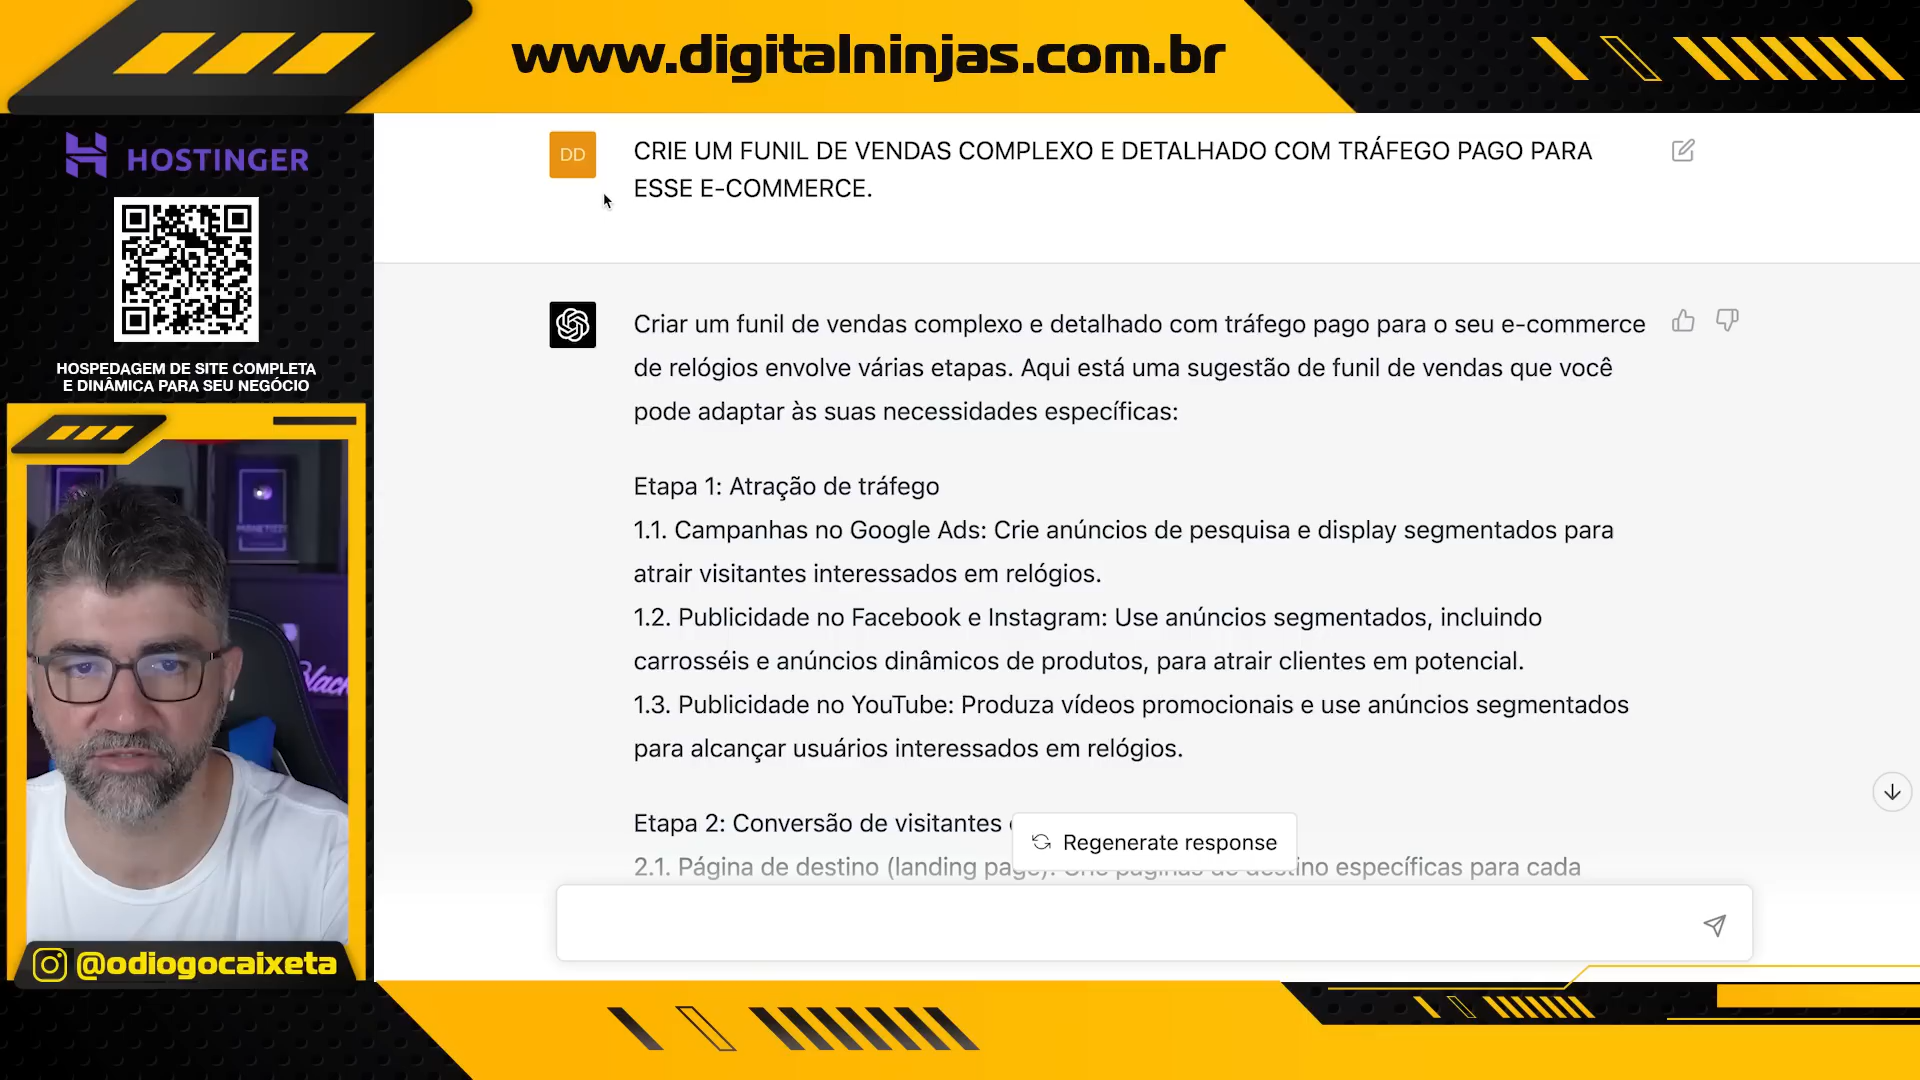 www.digitalninjas.com.br
HOSTINGER
HOSPEDAGEM DE SITE COMPLETA
E DINÂMICA PARA SEU NEGÓCIO
@odiogocaixeta
DD
CRIE UM FUNIL DE VENDAS COMPLEXO E DETALHADO COM TRÁFEGO PAGO PARA
ESSE E-COMMERCE.
Criar um funil de vendas complexo e detalhado com tráfego pago para o seu e-commerce
de relógios envolve várias etapas. Aqui está uma sugestão de funil de vendas que você
pode adaptar às suas necessidades específicas:
Etapa 1: Atração de tráfego
1.1. Campanhas no Google Ads: Crie anúncios de pesquisa e display segmentados para
atrair visitantes interessados em relógios.
1.2. Publicidade no Facebook e Instagram: Use anúncios segmentados, incluindo
carrosséis e anúncios dinâmicos de produtos, para atrair clientes em potencial.
1.3. Publicidade no YouTube: Produza vídeos promocionais e use anúncios segmentados
para alcançar usuários interessados em relógios.
Etapa 2: Conversão de visitantes
Regenerate response
2.1. Página de destino (landing page): Crie páginas de destino específicas para cada